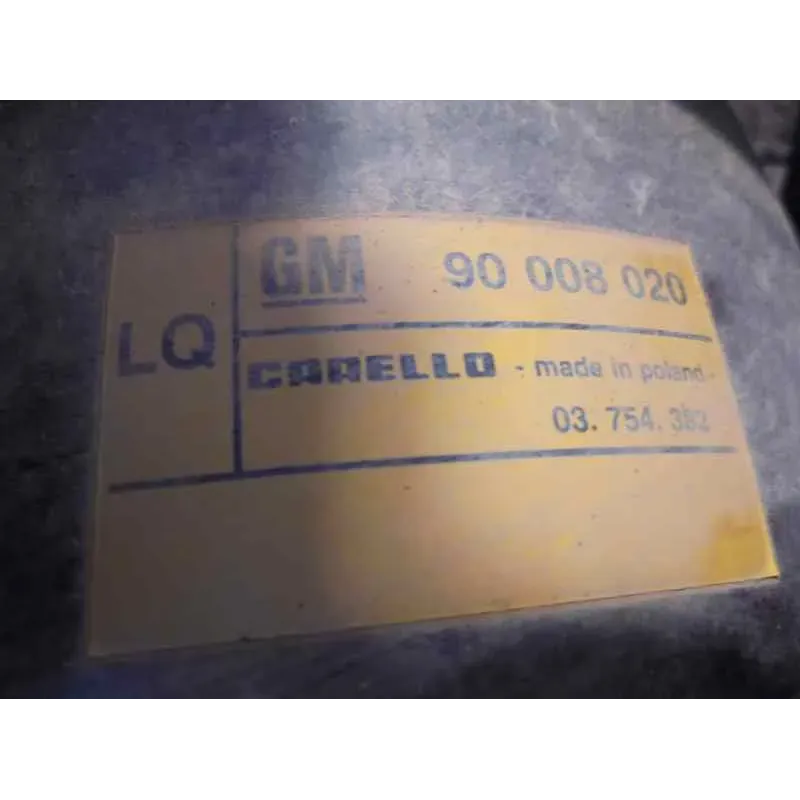 LQ
GM 90 008 020
CARELLO - made in poland -
03. 754. 382